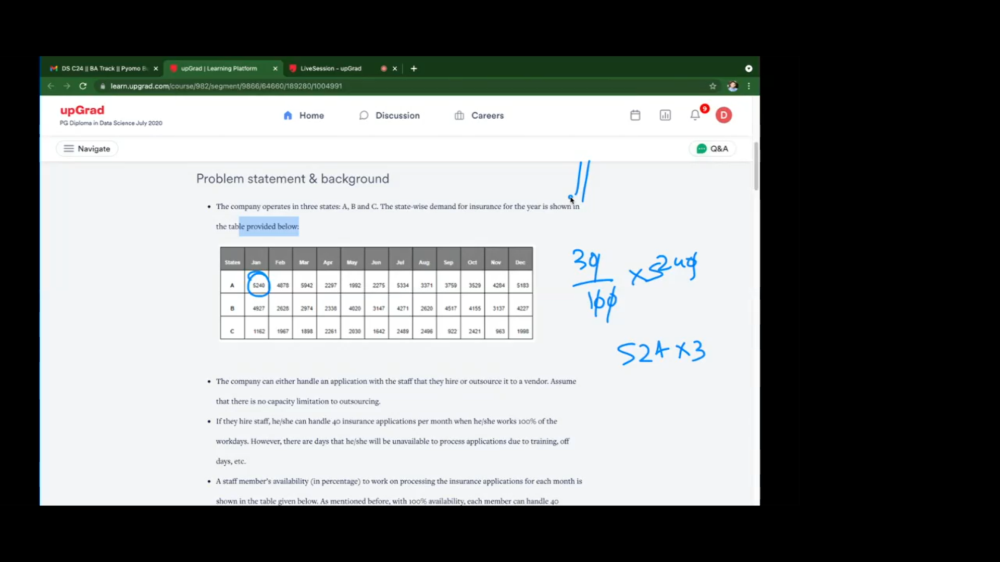 DS C24 || BA Track || Pyomo B
upGrad | Learning Platform
LiveSession - upGrad
learn.upgrad.com/course/982/segment/9866/64660/189280/1004991
upGrad
PG Diploma in Data Science July 2020
Home
Discussion
Careers
9
D
Navigate
Q&A
Problem statement & background
• The company operates in three states: A, B and C. The state-wise demand for insurance for the year is shown in
the table provided below:
States Jan Feb Mar Apr May Jun Jul Aug Sep Oct Nov Dec
A 5240 4878 5942 2297 1992 2275 5334 3371 3759 3529 4284 5183
B 4927 2628 2974 2338 4020 3147 4271 2620 4517 4155 3137 4227
C 1162 1967 1898 2261 2030 1642 2489 2496 922 2421 963 1998
30
100
×5240
524×3
• The company can either handle an application with the staff that they hire or outsource it to a vendor. Assume
that there is no capacity limitation to outsourcing.
• If they hire staff, he/she can handle 40 insurance applications per month when he/she works 100% of the
workdays. However, there are days that he/she will be unavailable to process applications due to training, off
days, etc.
• A staff member's availability (in percentage) to work on processing the insurance applications for each month is
shown in the table given below. As mentioned before, with 100% availability, each member can handle 40